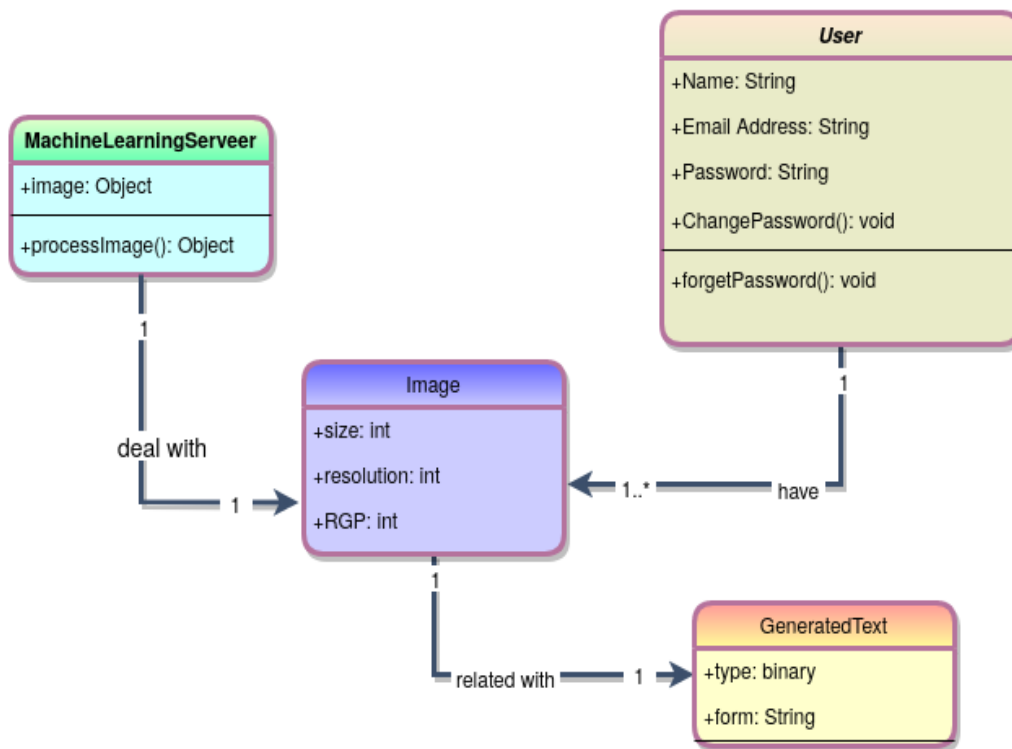 User
+Name: String
+Email Address: String
+Password: String
+ChangePassword(): void
+forgetPassword(): void
1
1..*
have
MachineLearningServeer
+image: Object
+processImage(): Object
1
deal with
1
Image
+size: int
+resolution: int
+RGP: int
1
related with
1
GeneratedText
+type: binary
+form: String